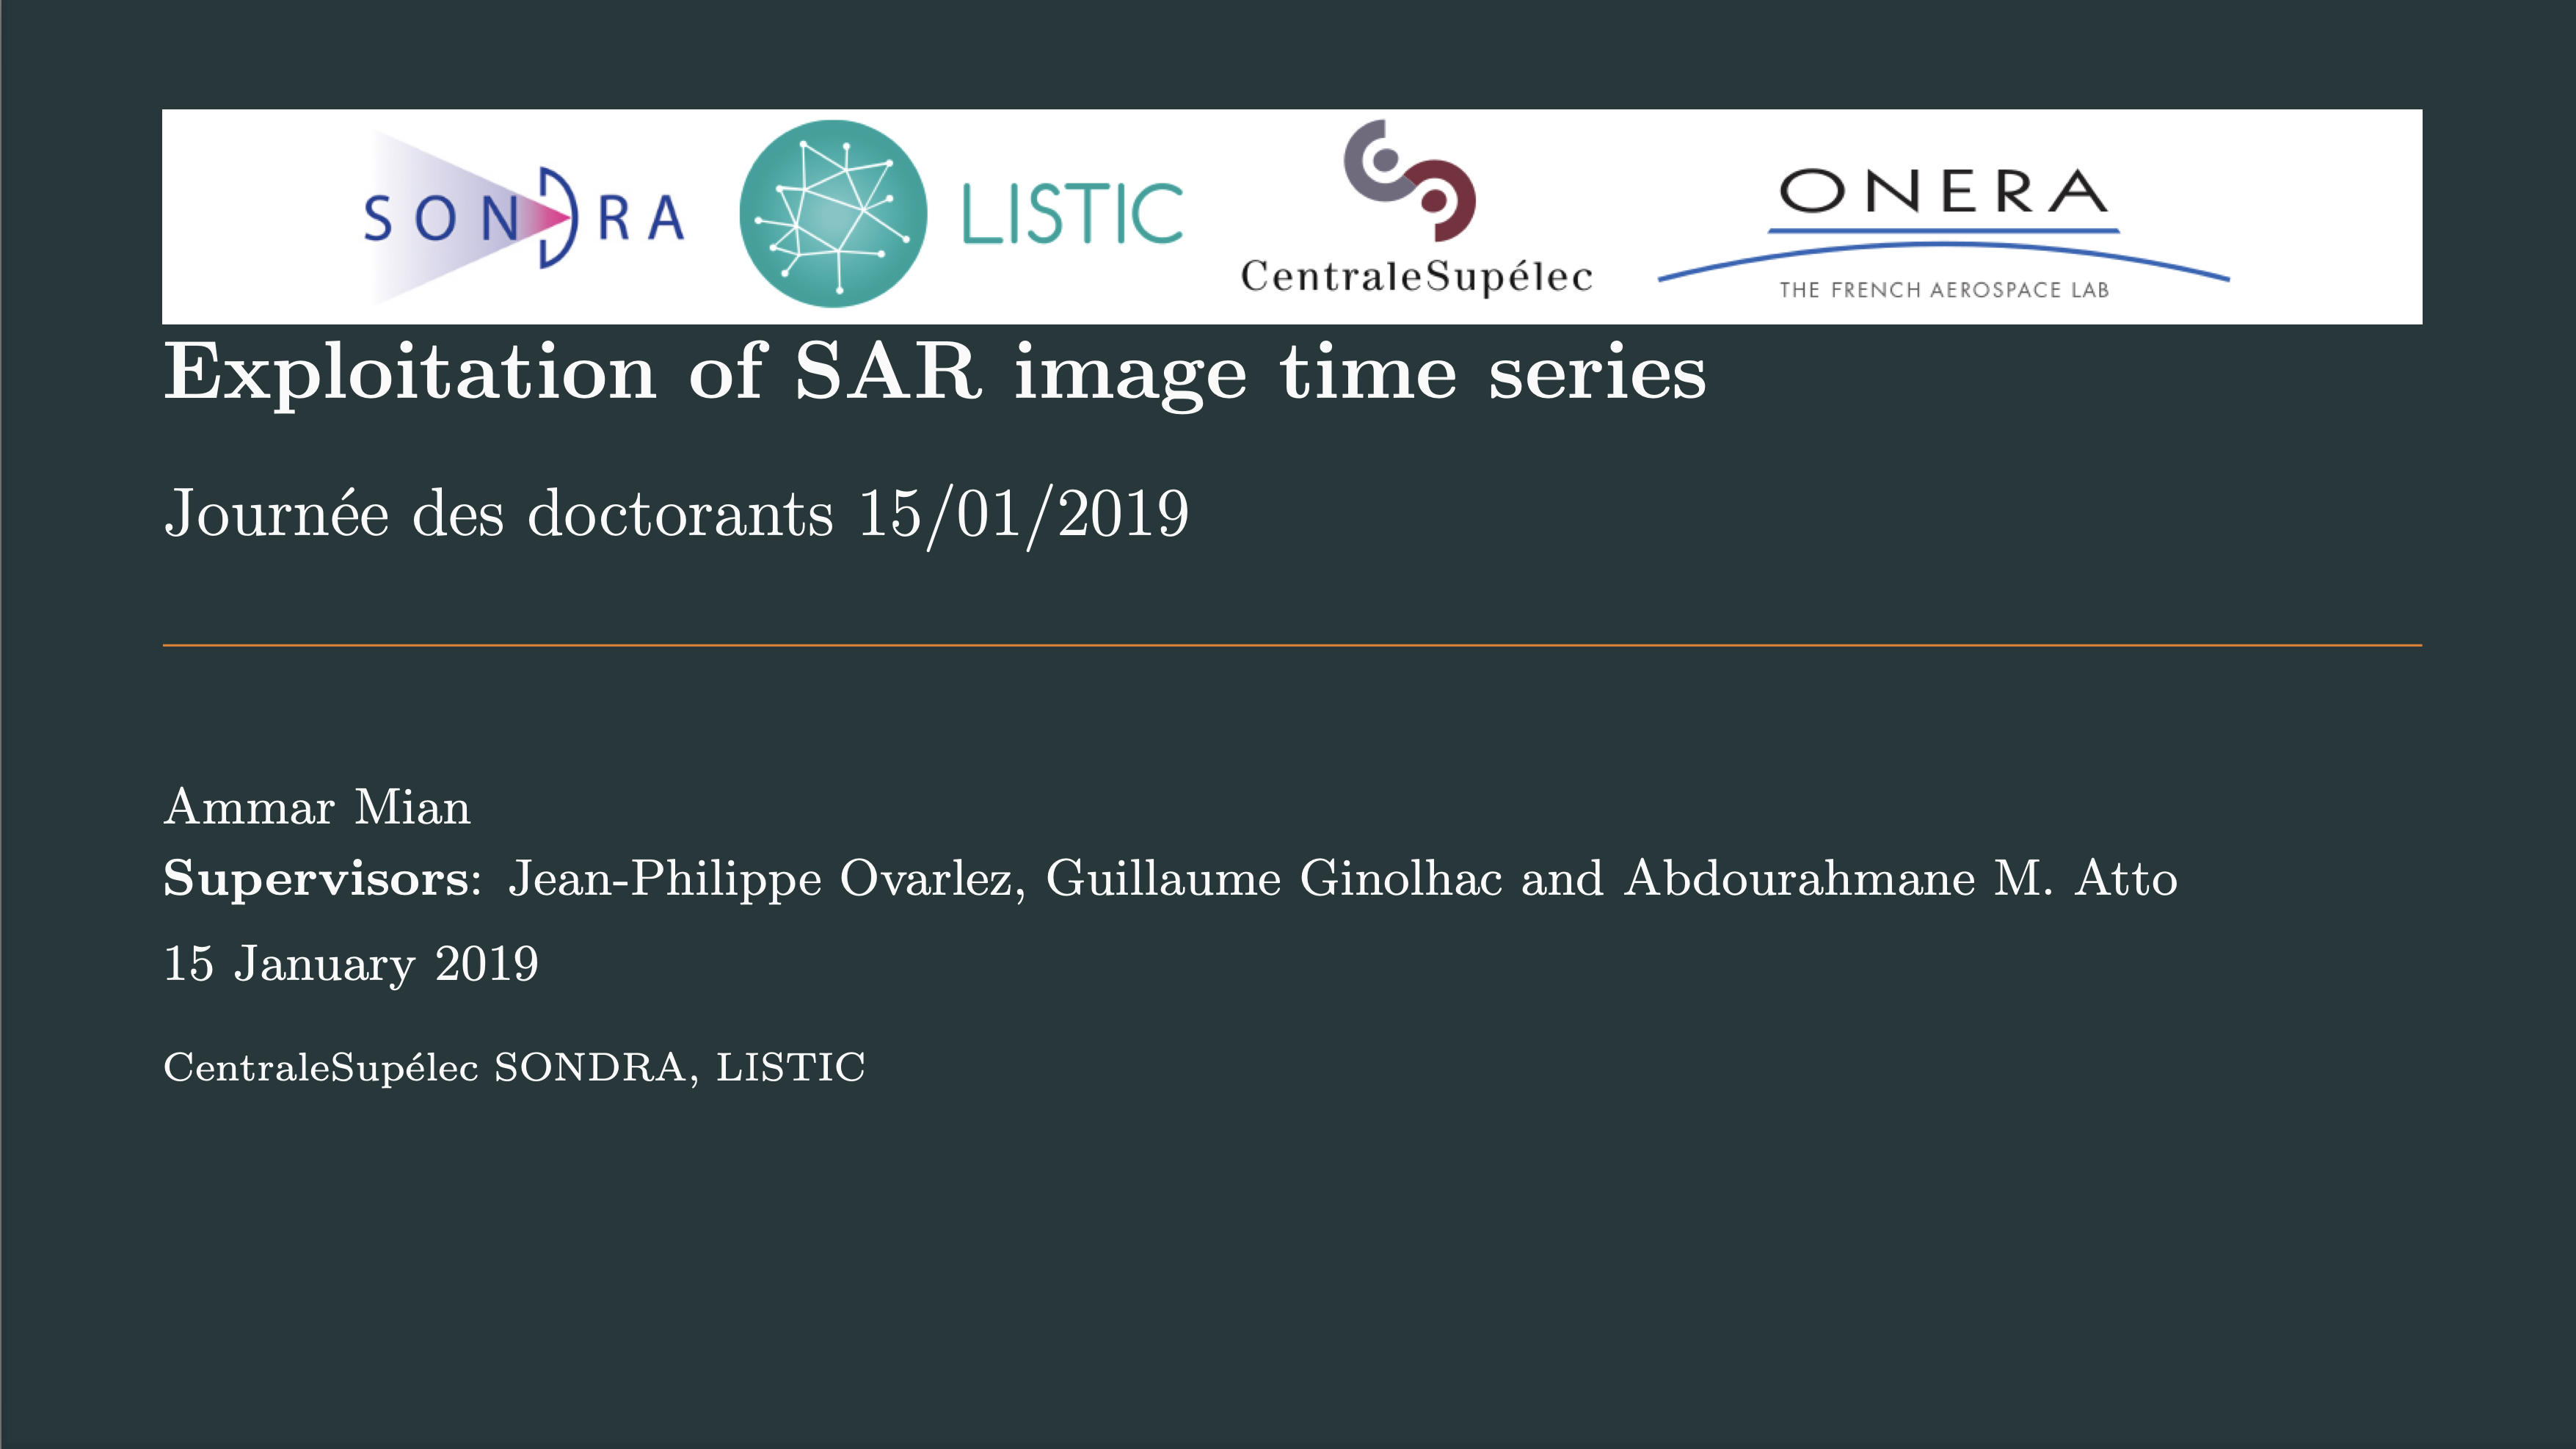 SONDRA
LISTIC
CentraleSupélec
ONERA
THE FRENCH AEROSPACE LAB
Exploitation of SAR image time series
Journée des doctorants 15/01/2019
Ammar Mian
Supervisors: Jean-Philippe Ovarlez, Guillaume Ginolhac and Abdourahmane M. Atto
15 January 2019
CentraleSupélec SONDRA, LISTIC